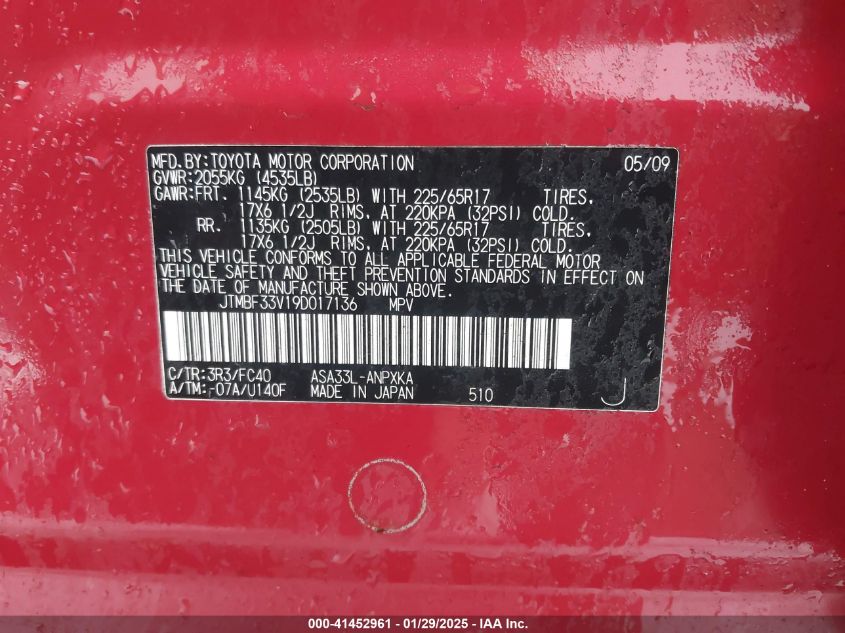 MFD.BY:TOYOTA MOTOR CORPORATION 05/09
GVWR:2055KG (4535LB)
GAWR:FRT. 1145KG (2535LB) WITH 225/65R17 TIRES,
17X6 1/2J RIMS, AT 220KPA (32PSI) COLD.
RR. 1135KG (2505LB) WITH 225/65R17 TIRES,
17X6 1/2J RIMS, AT 220KPA (32PSI) COLD.
THIS VEHICLE CONFORMS TO ALL APPLICABLE FEDERAL MOTOR
VEHICLE SAFETY AND THEFT PREVENTION STANDARDS IN EFFECT ON
THE DATE OF MANUFACTURE SHOWN ABOVE.
JTMBF33V19D017136 MPV
C/TR:3R3/FC40 ASA33L-ANPXKA
A/TM:-07A/U140F MADE IN JAPAN 510 J
000-41452961 - 01/29/2025 - IAA Inc.